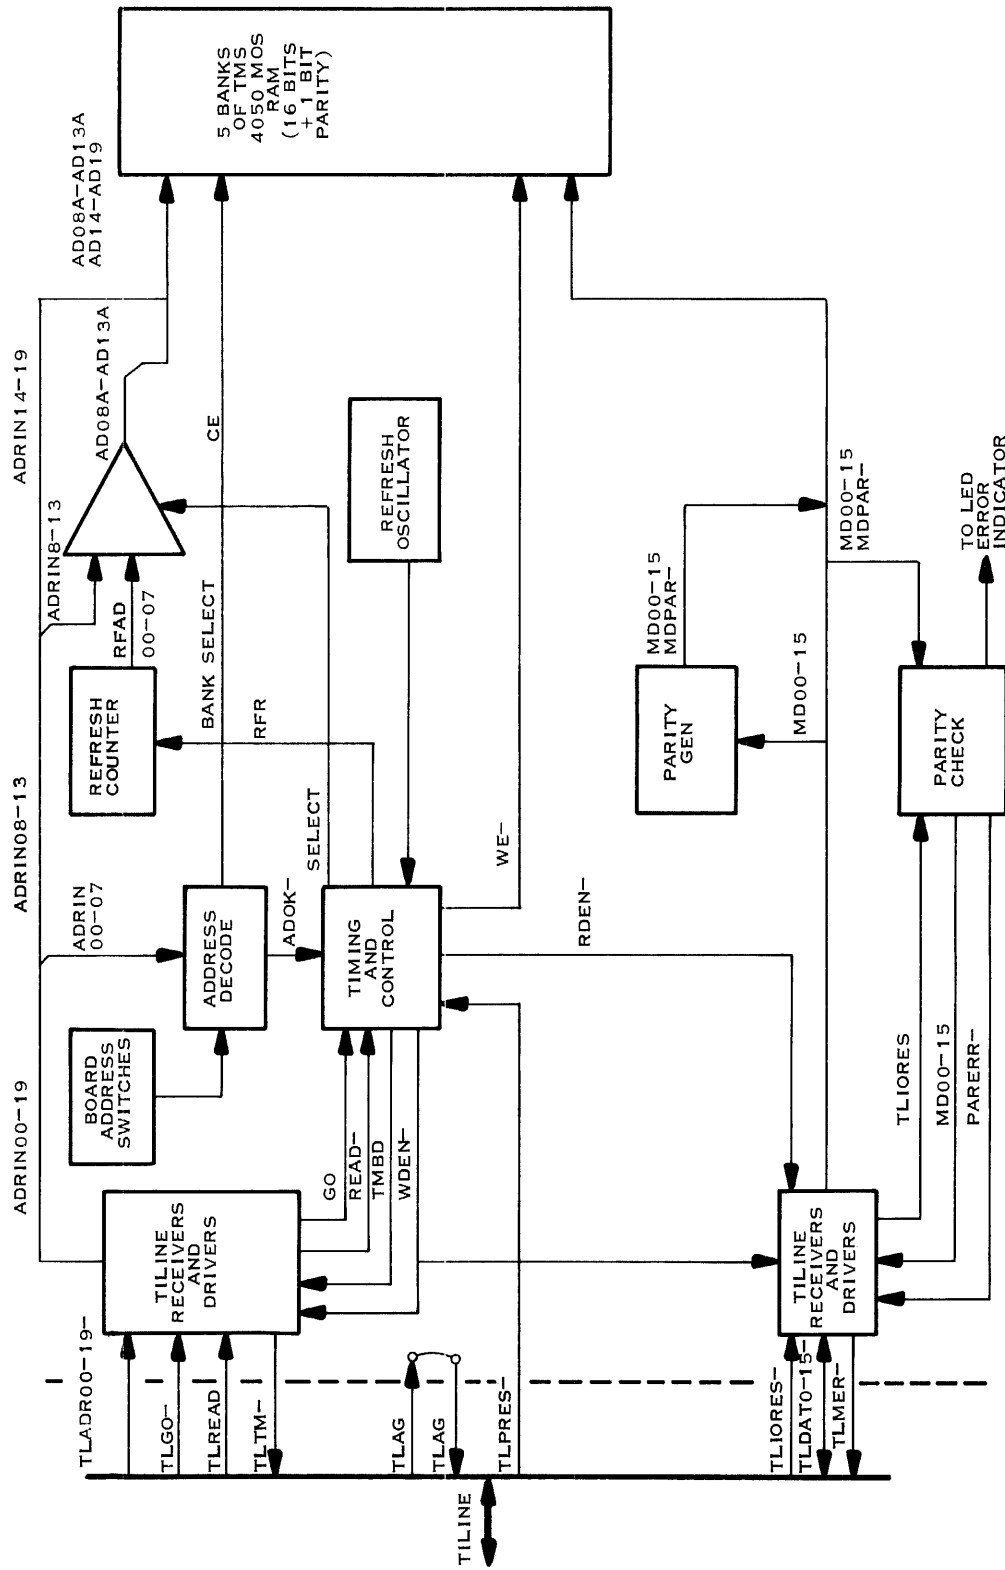 TILINE
TLADR00-19-
TLGO-
TLREAD
TLTM-
TLAG
TLAG
TLPRES-
TLIORES-
TLDAT0-15-
TLMER-
TILINE
RECEIVERS
AND
DRIVERS
ADRIN00-19
BOARD
ADDRESS
SWITCHES
ADRIN
00-07
ADDRESS
DECODE
ADOK-
GO
READ-
TMBD
WDEN-
TIMING
AND
CONTROL
ADRIN08-13
REFRESH
COUNTER
BANK SELECT
RFR
SELECT
WE-
RDEN-
RFAD
00-07
ADRIN8-13
ADRIN14-19
AD08A-AD13A
CE
REFRESH
OSCILLATOR
AD08A-AD13A
AD14-AD19
5 BANKS
OF TMS
4050 MOS
RAM
(16 BITS
+ 1 BIT
PARITY)
TILINE
RECEIVERS
AND
DRIVERS
TLIORES
MD00-15
PARERR-
PARITY
GEN
MD00-15
MD00-15
MDPAR-
MD00-15
MDPAR-
PARITY
CHECK
TO LED
ERROR
INDICATOR